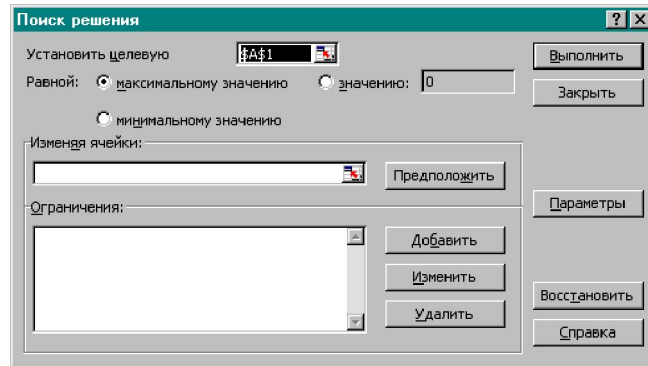 Поиск решения
Установить целевую $A$1 Выполнить
Равной: максимальному значению значению: 0
Закрыть
минимальному значению
Изменяя ячейки:
Предположить
Ограничения: Параметры
Добавить
Изменить
Восстановить
Удалить
Справка